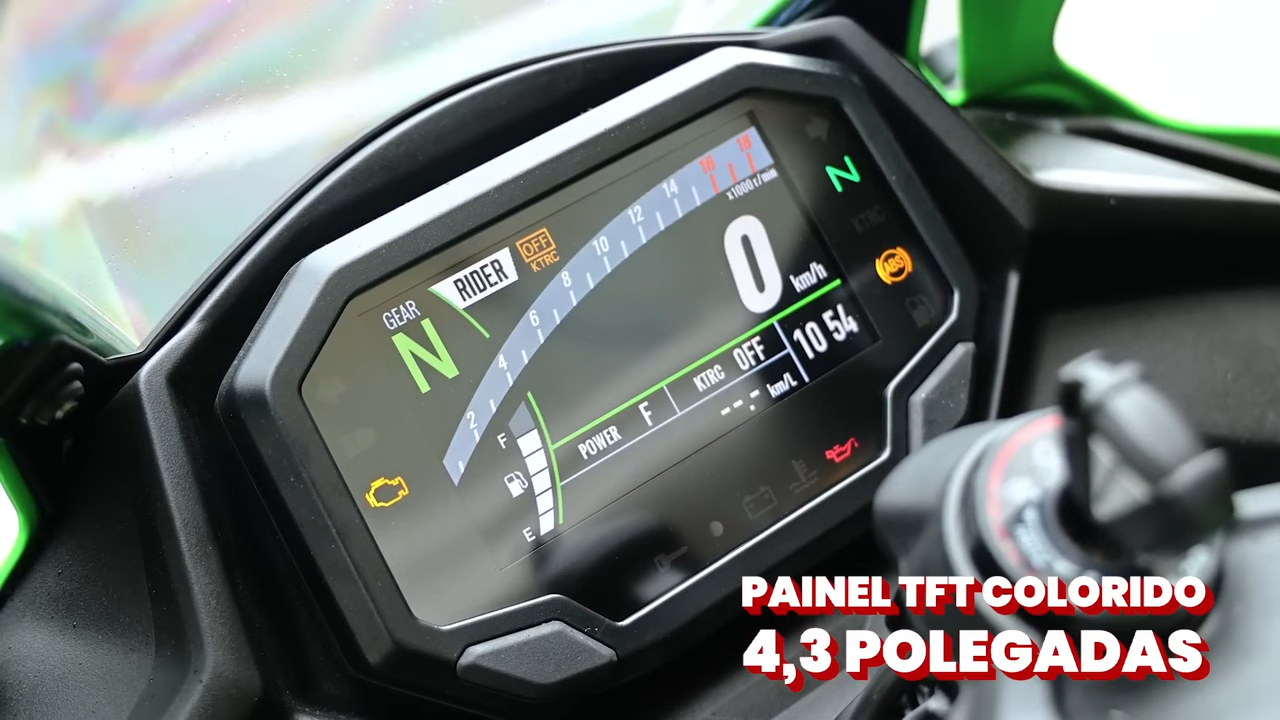 GEAR
N
RIDER
OFF
KTRC
2
4
6
8
10
12
14
16
18
x1000 r/min
0
km/h
N
KTRC
ABS
F
E
POWER F
KTRC OFF
--.- km/L
10 54
PAINEL TFT COLORIDO
4,3 POLEGADAS